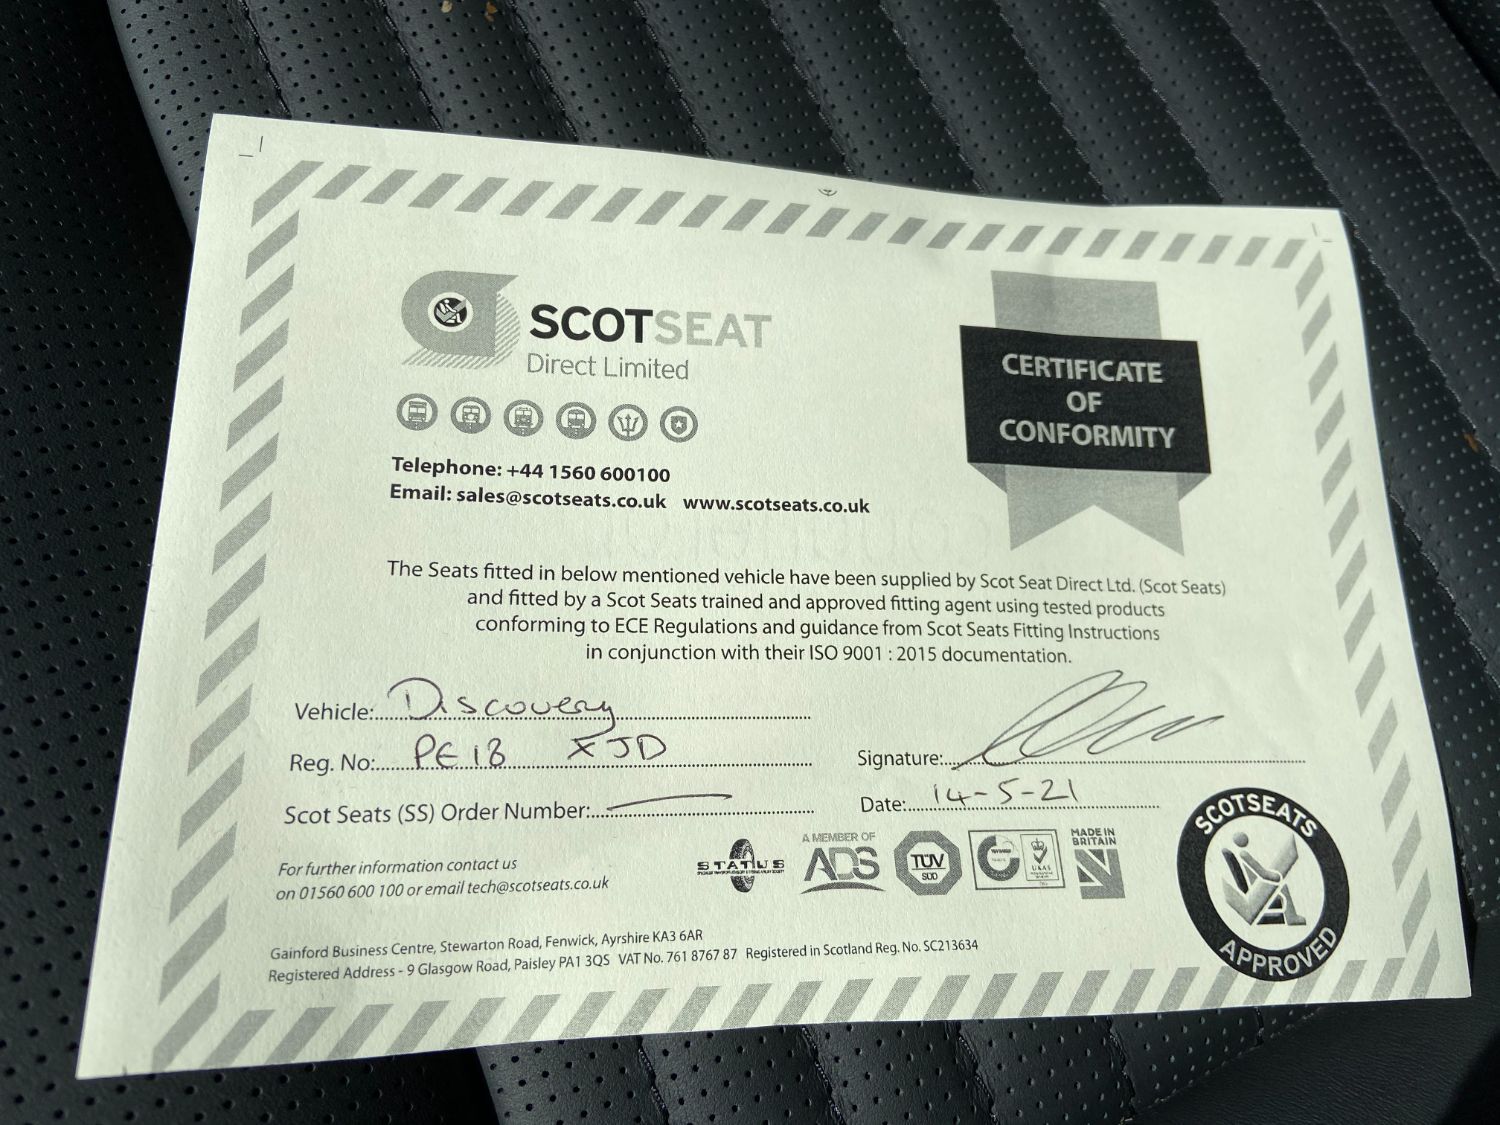 SCOTSEAT
Direct Limited
CERTIFICATE
OF
CONFORMITY
Telephone: +44 1560 600100
Email: sales@scotseats.co.uk www.scotseats.co.uk
The Seats fitted in below mentioned vehicle have been supplied by Scot Seat Direct Ltd. (Scot Seats)
and fitted by a Scot Seats trained and approved fitting agent using tested products
conforming to ECE Regulations and guidance from Scot Seats Fitting Instructions
in conjunction with their ISO 9001 : 2015 documentation.
Vehicle: Discovery
Reg. No: PE18 XJD
Scot Seats (SS) Order Number:
Signature:
Date: 14-5-21
For further information contact us
on 01560 600 100 or email tech@scotseats.co.uk
STATUS
A MEMBER OF
ADS
TÜV
SÜD
UKAS
MADE IN
BRITAIN
SCOTSEATS
APPROVED
Gainford Business Centre, Stewarton Road, Fenwick, Ayrshire KA3 6AR
Registered Address - 9 Glasgow Road, Paisley PA1 3QS VAT No. 761 8767 87 Registered in Scotland Reg. No. SC213634